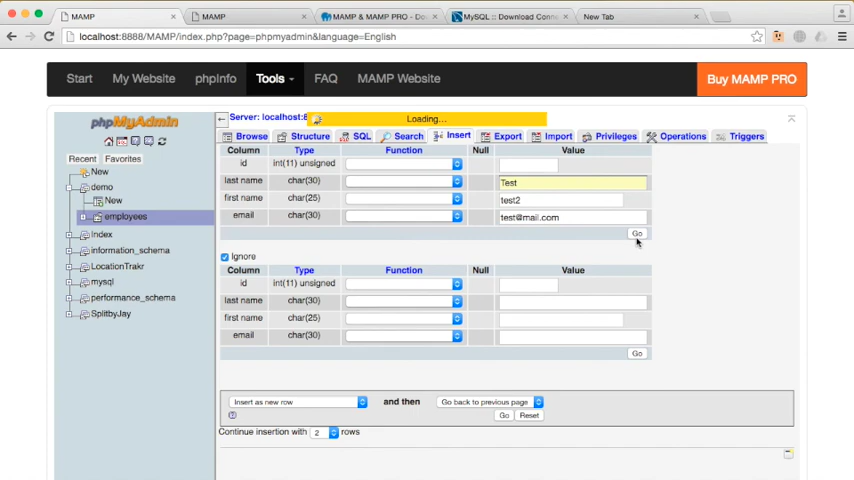 MAMP
MAMP
MAMP & MAMP PRO - Do
MySQL :: Download Conn
New Tab
localhost:8888/MAMP/index.php?page=phpmyadmin&language=English
Start My Website phpInfo Tools FAQ MAMP Website Buy MAMP PRO
phpMyAdmin
Server: localhost:8
Loading...
Browse Structure SQL Search Insert Export Import Privileges Operations Triggers
Recent Favorites
New
demo
New
employees
Index
information_schema
LocationTrakr
mysql
performance_schema
SplitbyJay
Column Type Function Null Value
id int(11) unsigned
last name char(30) Test
first name char(25) test2
email char(30) test@mail.com
Go
Ignore
Column Type Function Null Value
id int(11) unsigned
last name char(30)
first name char(25)
email char(30)
Go
Insert as new row and then Go back to previous page
Go Reset
Continue insertion with 2 rows